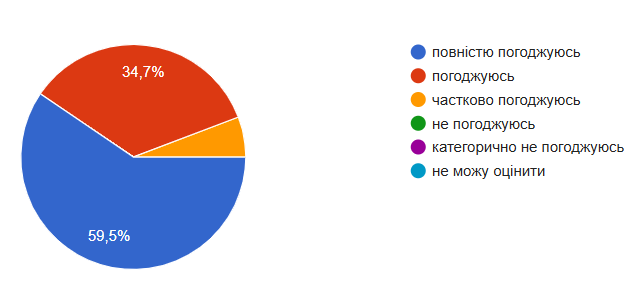 34,7%
59,5%
повністю погоджуюсь
погоджуюсь
частково погоджуюсь
не погоджуюсь
категорично не погоджуюсь
не можу оцінити